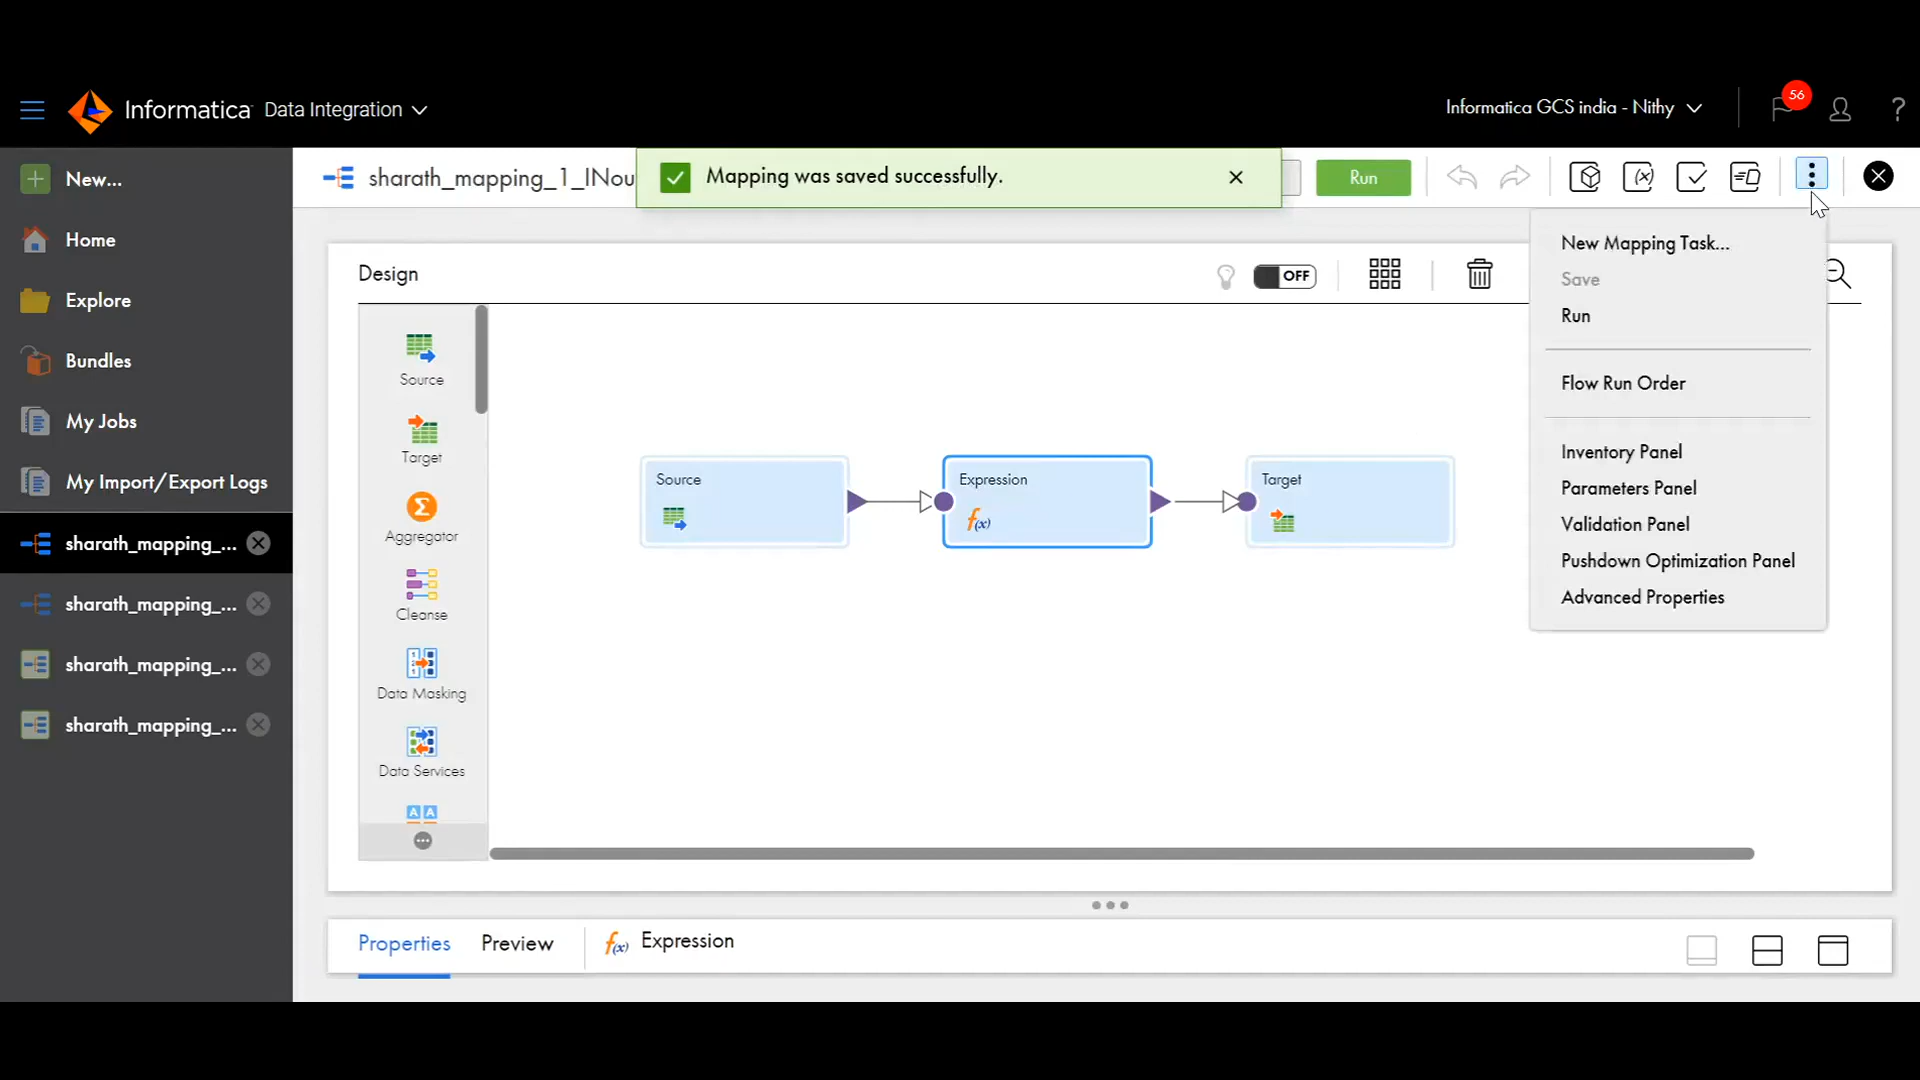 Informatica Data Integration
Informatica GCS india - Nithy
56
?
New...
Home
Explore
Bundles
My Jobs
My Import/Export Logs
sharath_mapping_...
sharath_mapping_...
sharath_mapping_...
sharath_mapping_...
sharath_mapping_1_INou
Mapping was saved successfully.
Run
(x)
Design
OFF
New Mapping Task...
Save
Run
Flow Run Order
Inventory Panel
Parameters Panel
Validation Panel
Pushdown Optimization Panel
Advanced Properties
Source
Target
Aggregator
Cleanse
Data Masking
Data Services
A A
Source
Expression
f(x)
Target
Properties
Preview
f(x) Expression